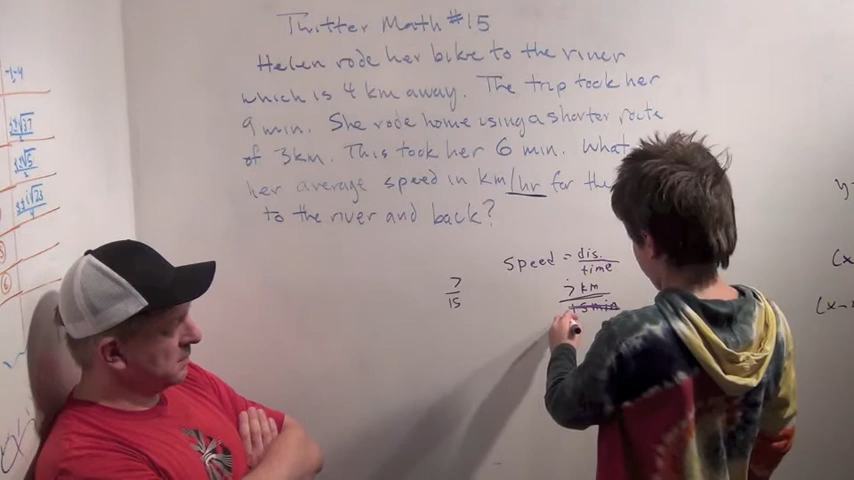 Twitter Math #15
Helen rode her bike to the river
which is 4 km away. The trip took her
9 min. She rode home using a shorter route
of 3km. This took her 6 min. What
her average speed in km/hr for the
to the river and back?
speed = dis.
time
7 km
15 min
7
15
-b-4